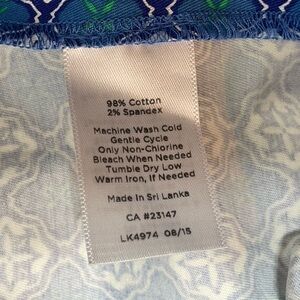 98% Cotton
2% Spandex
Machine Wash Cold
Gentle Cycle
Only Non-Chlorine
Bleach When Needed
Tumble Dry Low
Warm Iron, If Needed
Made In Sri Lanka
CA #23147
LK4974 08/15